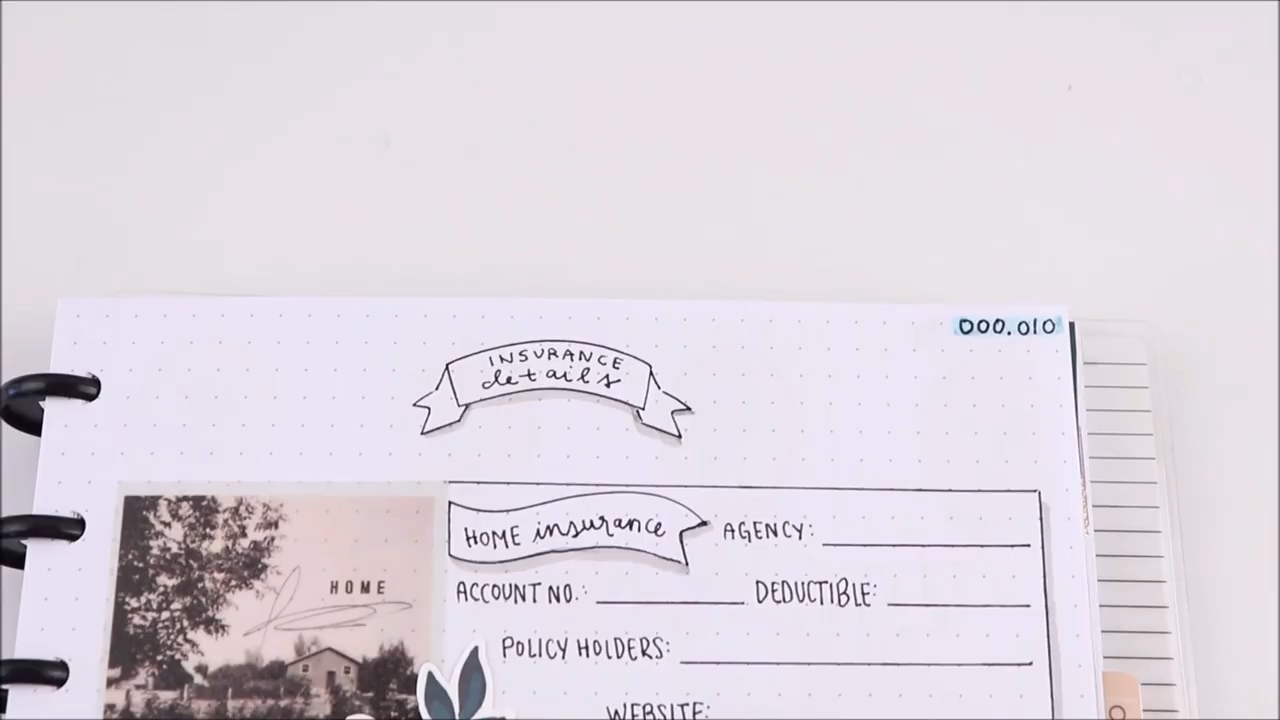 000.010
INSURANCE
details
HOME insurance AGENCY:
HOME
ACCOUNT NO.: DEDUCTIBLE:
POLICY HOLDERS:
WEBSITE: